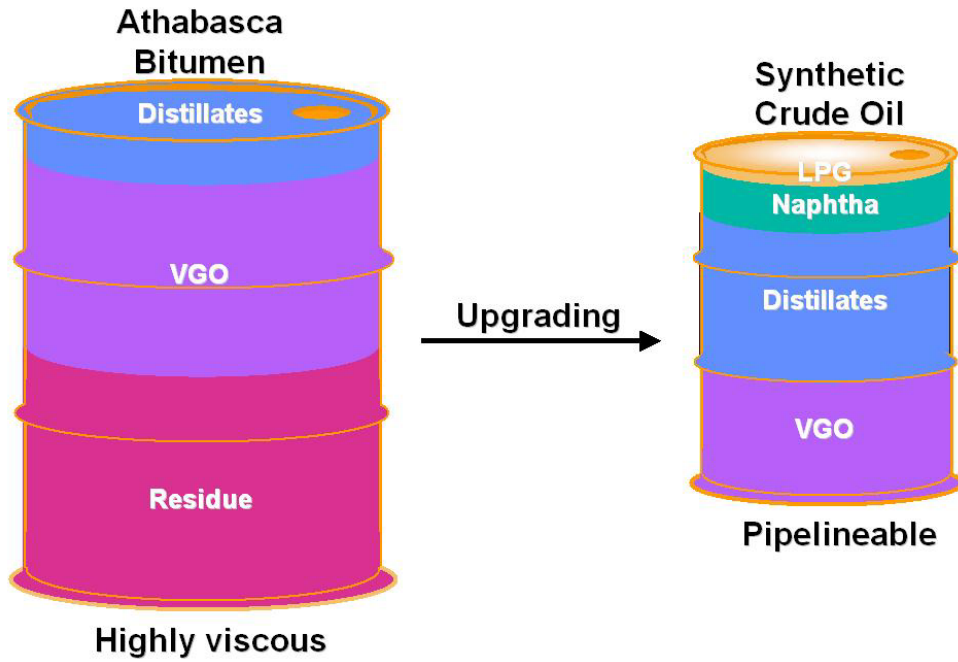 Athabasca
Bitumen
Distillates
VGO
Residue
Highly viscous
Upgrading
Synthetic
Crude Oil
LPG
Naphtha
Distillates
VGO
Pipelineable